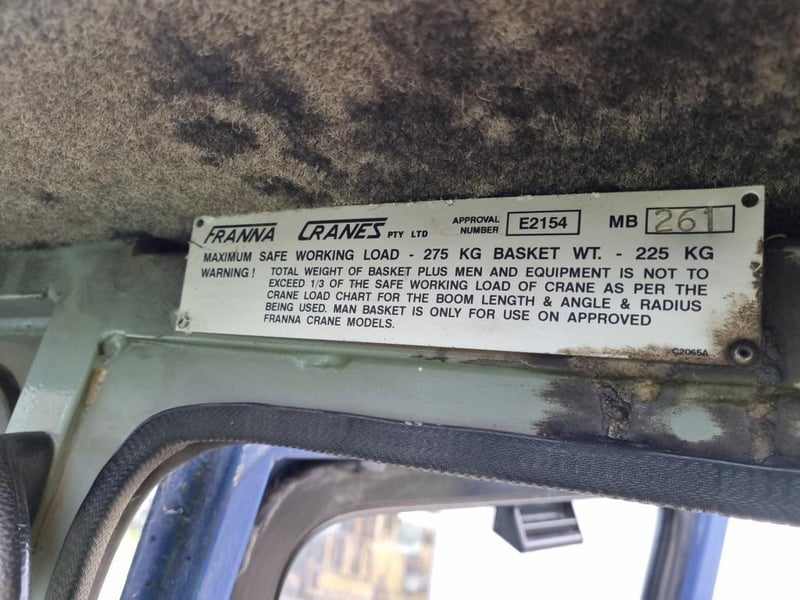 FRANNA CRANES PTY LTD APPROVAL NUMBER E2154 MB 261
MAXIMUM SAFE WORKING LOAD - 275 KG BASKET WT. - 225 KG
WARNING ! TOTAL WEIGHT OF BASKET PLUS MEN AND EQUIPMENT IS NOT TO
EXCEED 1/3 OF THE SAFE WORKING LOAD OF CRANE AS PER THE
CRANE LOAD CHART FOR THE BOOM LENGTH & ANGLE & RADIUS
BEING USED. MAN BASKET IS ONLY FOR USE ON APPROVED
FRANNA CRANE MODELS.
C2065A